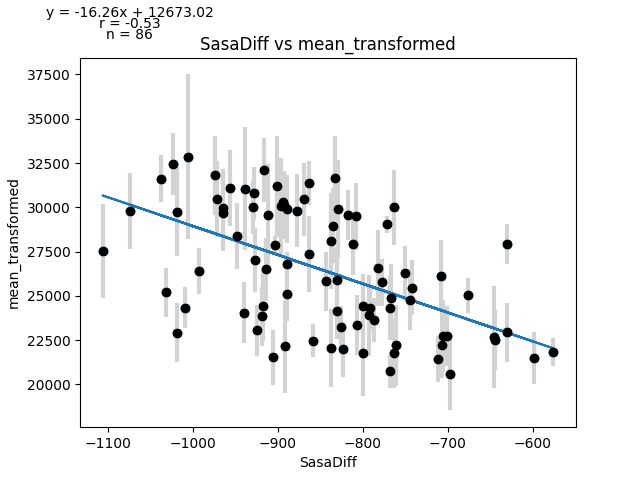 y = -16.26x + 12673.02
r = -0.53
n = 86
SasaDiff vs mean_transformed
37500
35000
32500
30000
27500
25000
22500
20000
mean_transformed
−1100 −1000 −900 −800 −700 −600
SasaDiff